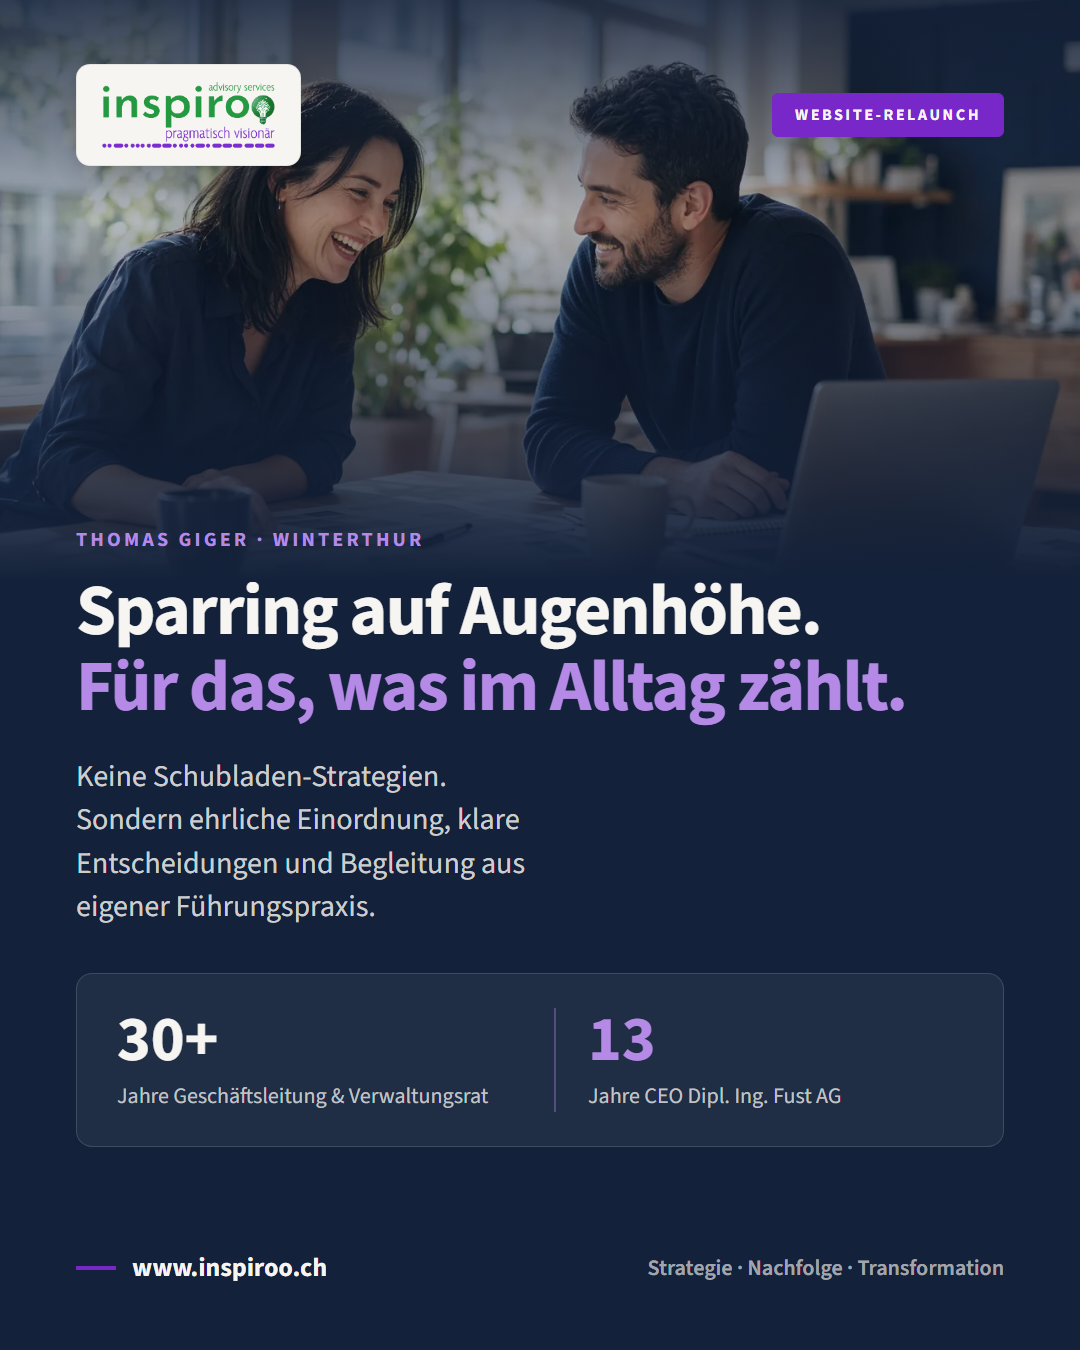 advisory services
inspiroo
pragmatisch visionär
WEBSITE-RELAUNCH
THOMAS GIGER · WINTERTHUR
Sparring auf Augenhöhe.
Für das, was im Alltag zählt.
Keine Schubladen-Strategien.
Sondern ehrliche Einordnung, klare
Entscheidungen und Begleitung aus
eigener Führungspraxis.
30+
Jahre Geschäftsleitung & Verwaltungsrat
13
Jahre CEO Dipl. Ing. Fust AG
www.inspiroo.ch
Strategie · Nachfolge · Transformation